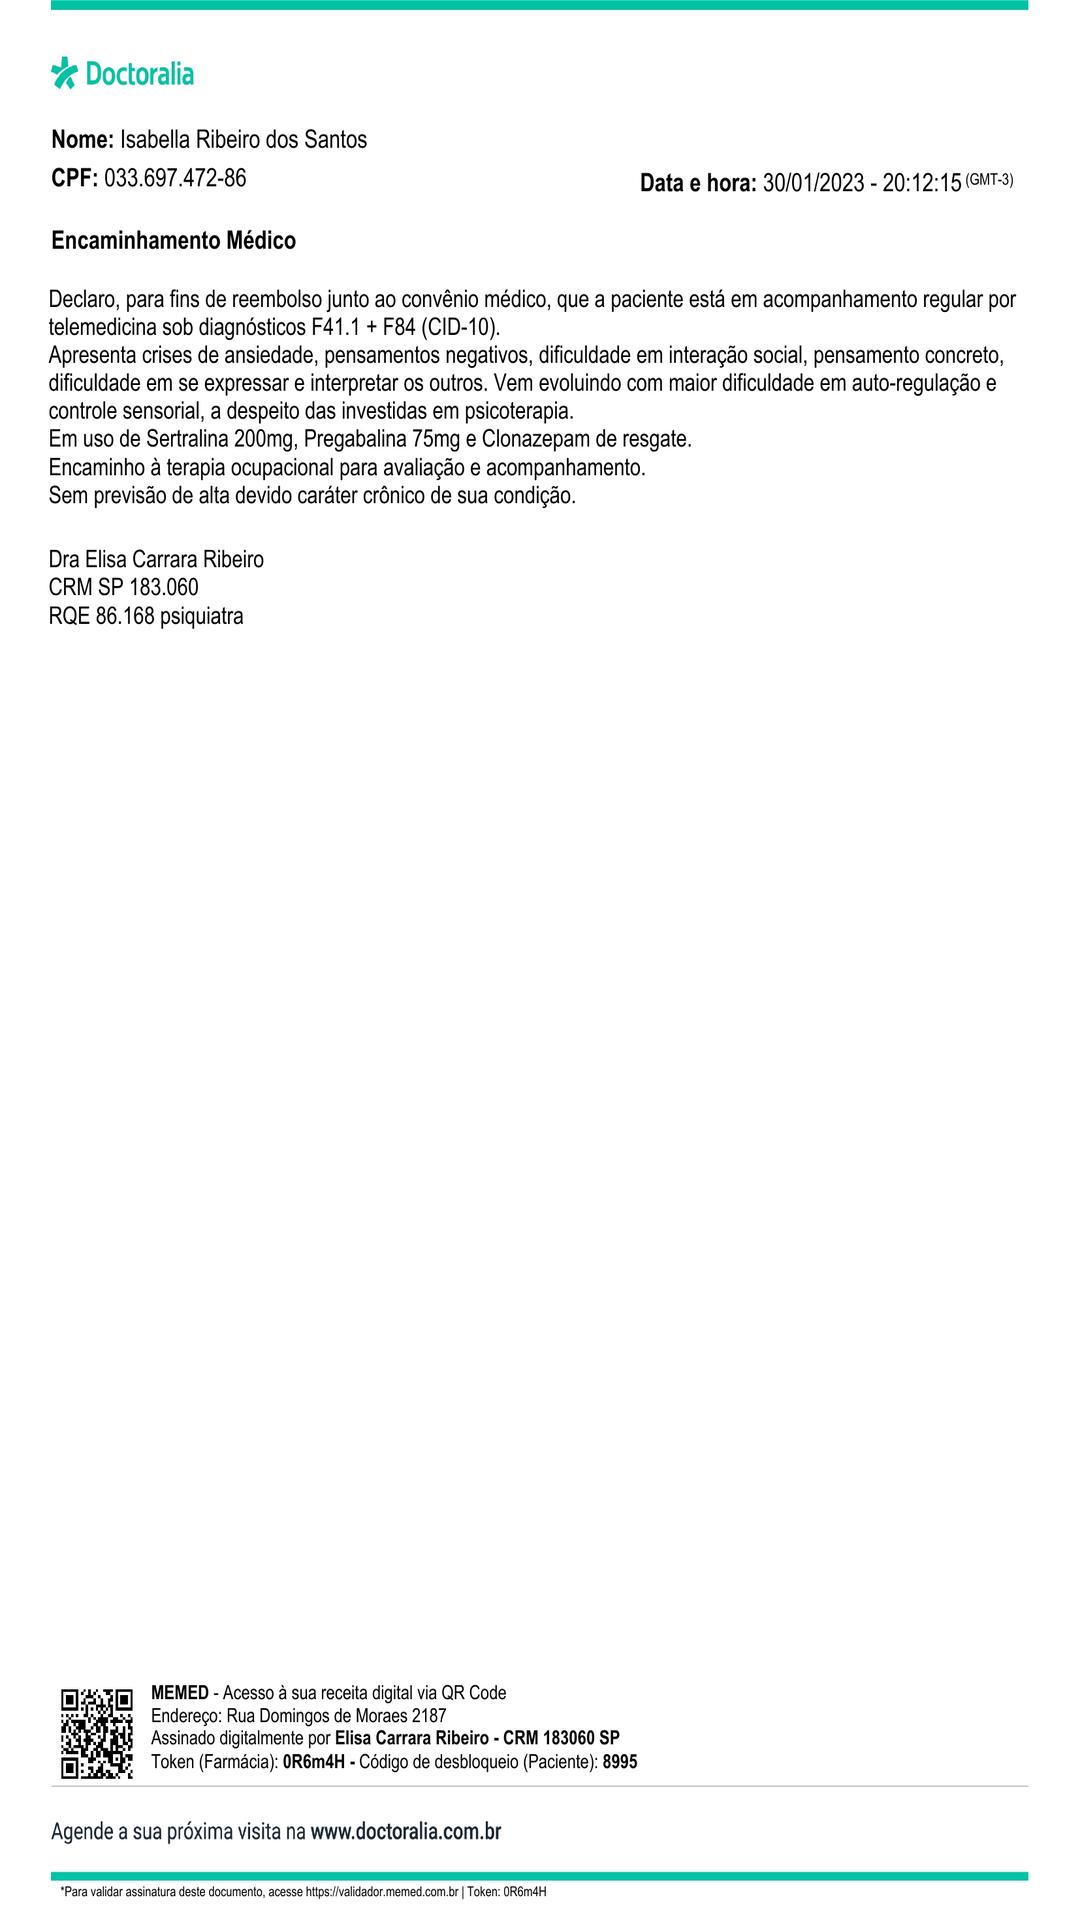 Doctoralia
Nome: Isabella Ribeiro dos Santos
CPF: 033.697.472-86
Data e hora: 30/01/2023 - 20:12:15 (GMT-3)
Encaminhamento Médico
Declaro, para fins de reembolso junto ao convênio médico, que a paciente está em acompanhamento regular por
telemedicina sob diagnósticos F41.1 + F84 (CID-10).
Apresenta crises de ansiedade, pensamentos negativos, dificuldade em interação social, pensamento concreto,
dificuldade em se expressar e interpretar os outros. Vem evoluindo com maior dificuldade em auto-regulação e
controle sensorial, a despeito das investidas em psicoterapia.
Em uso de Sertralina 200mg, Pregabalina 75mg e Clonazepam de resgate.
Encaminho à terapia ocupacional para avaliação e acompanhamento.
Sem previsão de alta devido caráter crônico de sua condição.
Dra Elisa Carrara Ribeiro
CRM SP 183.060
RQE 86.168 psiquiatra
MEMED - Acesso à sua receita digital via QR Code
Endereço: Rua Domingos de Moraes 2187
Assinado digitalmente por Elisa Carrara Ribeiro - CRM 183060 SP
Token (Farmácia): 0R6m4H - Código de desbloqueio (Paciente): 8995
Agende a sua próxima visita na www.doctoralia.com.br
*Para validar assinatura deste documento, acesse https://validador.memed.com.br | Token: 0R6m4H